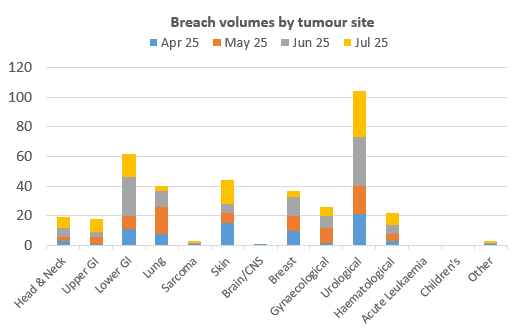 Breach volumes by tumour site
Apr 25 May 25 Jun 25 Jul 25
120
100
80
60
40
20
0
Head & Neck
Upper GI
Lower GI
Lung
Sarcoma
Skin
Brain/CNS
Breast
Gynaecological
Urological
Haematological
Acute Leukaemia
Children's
Other